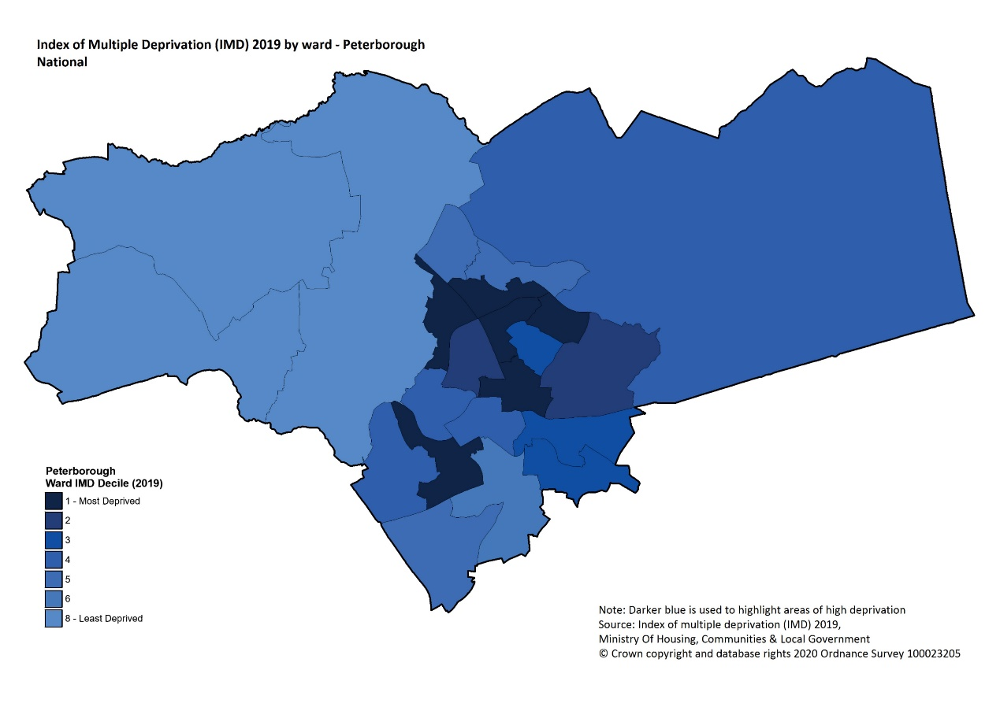 Index of Multiple Deprivation (IMD) 2019 by ward - Peterborough
National
Peterborough
Ward IMD Decile (2019)
1 - Most Deprived
2
3
4
5
6
8 - Least Deprived
Note: Darker blue is used to highlight areas of high deprivation
Source: Index of multiple deprivation (IMD) 2019,
Ministry Of Housing, Communities & Local Government
© Crown copyright and database rights 2020 Ordnance Survey 100023205